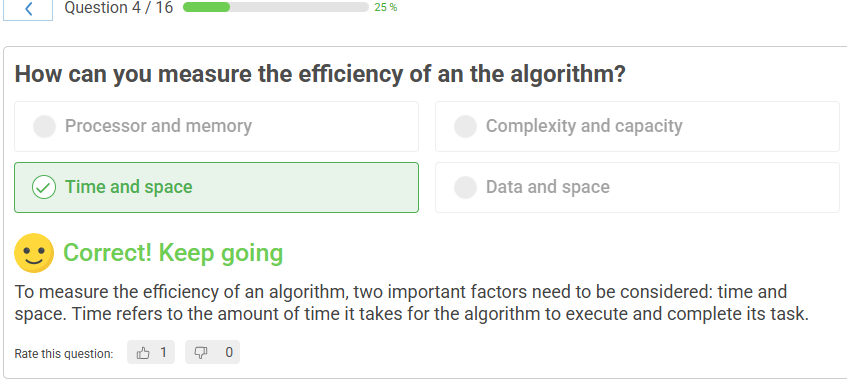 Question 4 / 16 25 %
How can you measure the efficiency of an the algorithm?
Processor and memory
Complexity and capacity
Time and space
Data and space
Correct! Keep going
To measure the efficiency of an algorithm, two important factors need to be considered: time and
space. Time refers to the amount of time it takes for the algorithm to execute and complete its task.
Rate this question: 1 0